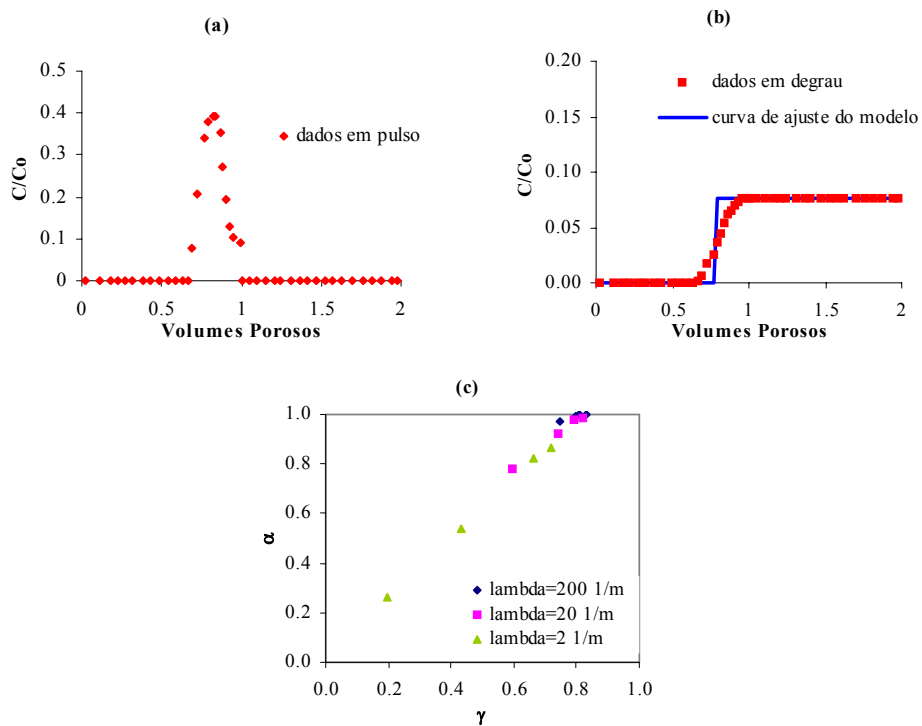 (a)
0.5
0.4
0.3
0.2
0.1
0
C/Co
0 0.5 1 1.5 2
Volumes Porosos
dados em pulso
(b)
0.20
0.15
0.10
0.05
0.00
C/Co
0 0.5 1 1.5 2
Volumes Porosos
dados em degrau
curva de ajuste do modelo
(c)
1.0
0.8
0.6
0.4
0.2
0.0
α
0.0 0.2 0.4 0.6 0.8 1.0
γ
lambda=200 1/m
lambda=20 1/m
lambda=2 1/m